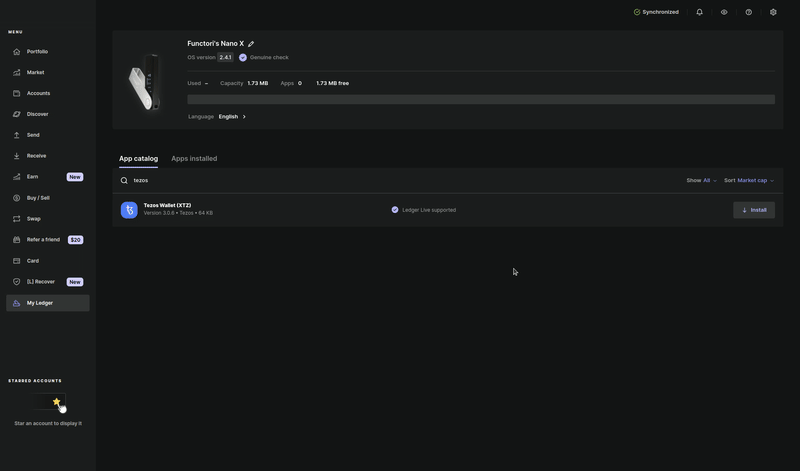 Synchronized
MENU
Portfolio
Market
Accounts
Discover
Send
Receive
Earn New
Buy / Sell
Swap
Refer a friend $20
Card
[L] Recover New
My Ledger
STARRED ACCOUNTS
Star an account to display it
Functori's Nano X
OS version 2.4.1 Genuine check
Used – Capacity 1.73 MB Apps 0 1.73 MB free
Language English
App catalog Apps installed
tezos Show All Sort Market cap
Tezos Wallet (XTZ)
Version 3.0.6 • Tezos • 64 KB
Ledger Live supported
Install